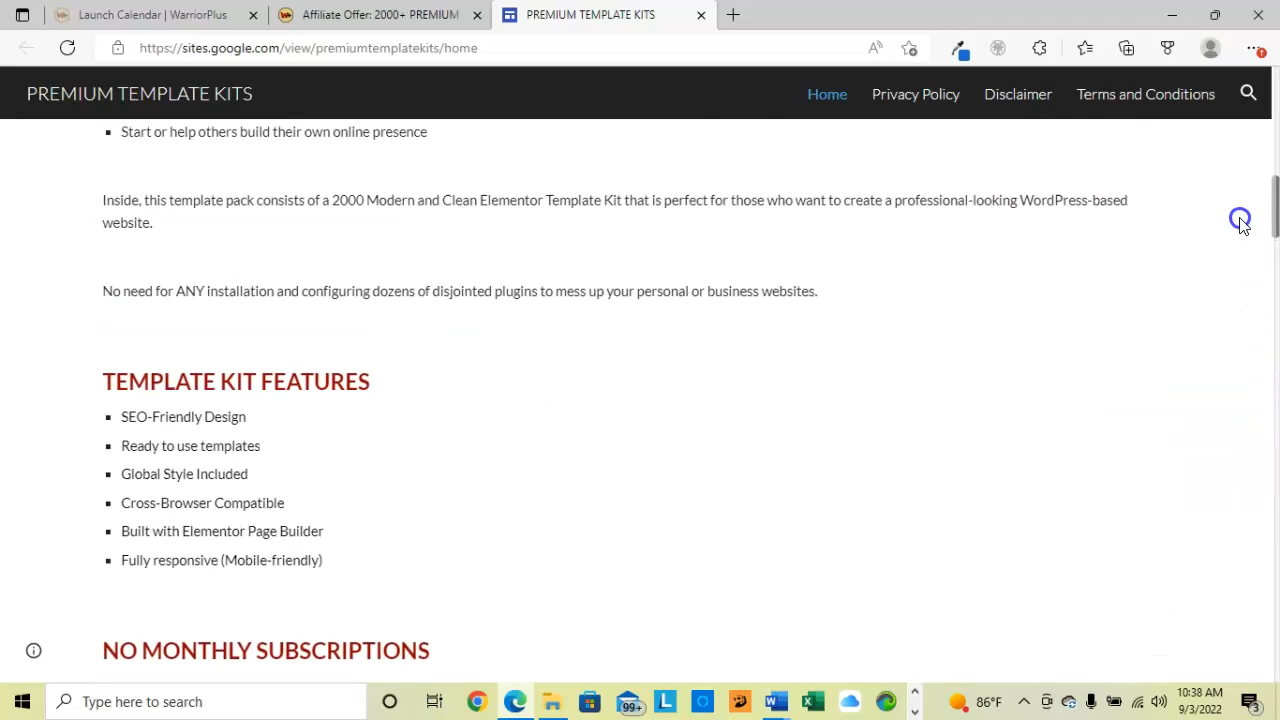 Launch Calendar | WarriorPlus
Affiliate Offer: 2000+ PREMIUM
PREMIUM TEMPLATE KITS
https://sites.google.com/view/premiumtemplatekits/home
PREMIUM TEMPLATE KITS
Home
Privacy Policy
Disclaimer
Terms and Conditions
Start or help others build their own online presence
Inside, this template pack consists of a 2000 Modern and Clean Elementor Template Kit that is perfect for those who want to create a professional-looking WordPress-based
website.
No need for ANY installation and configuring dozens of disjointed plugins to mess up your personal or business websites.
TEMPLATE KIT FEATURES
SEO-Friendly Design
Ready to use templates
Global Style Included
Cross-Browser Compatible
Built with Elementor Page Builder
Fully responsive (Mobile-friendly)
NO MONTHLY SUBSCRIPTIONS
Type here to search
99+
86°F
10:38 AM
9/3/2022
3